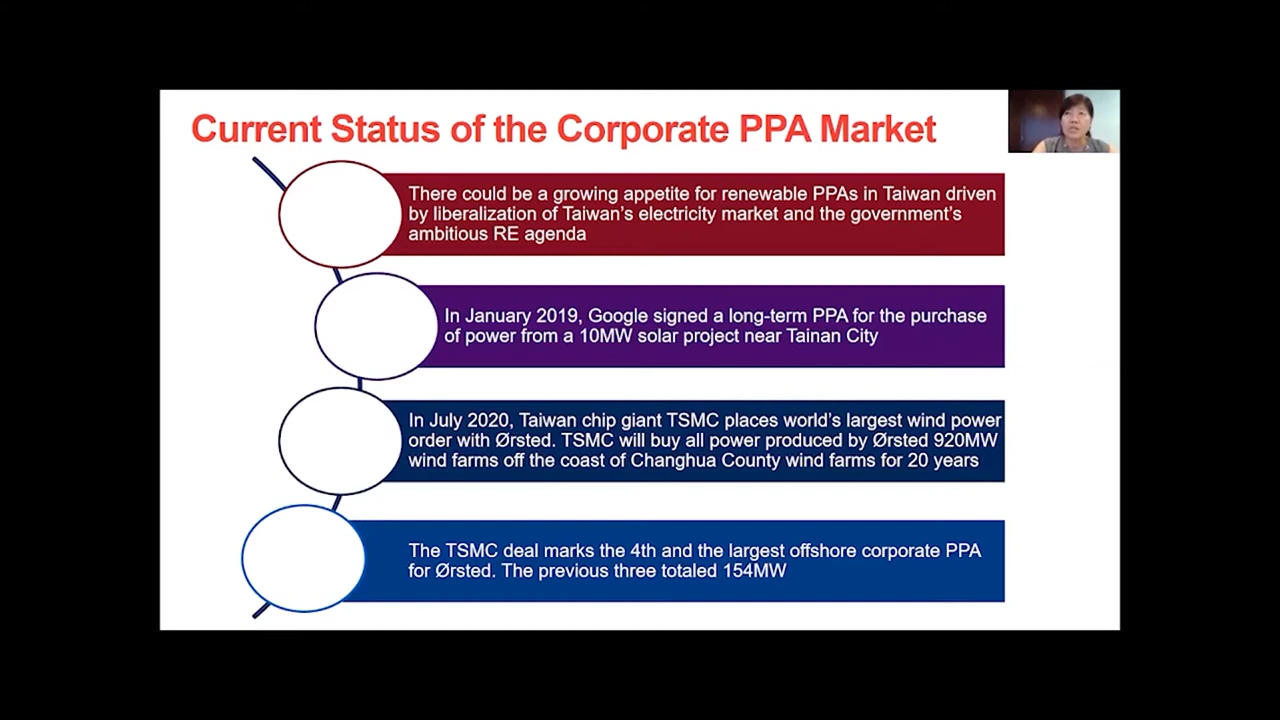 Current Status of the Corporate PPA Market
There could be a growing appetite for renewable PPAs in Taiwan driven
by liberalization of Taiwan's electricity market and the government's
ambitious RE agenda
In January 2019, Google signed a long-term PPA for the purchase
of power from a 10MW solar project near Tainan City
In July 2020, Taiwan chip giant TSMC places world's largest wind power
order with Ørsted. TSMC will buy all power produced by Ørsted 920MW
wind farms off the coast of Changhua County wind farms for 20 years
The TSMC deal marks the 4th and the largest offshore corporate PPA
for Ørsted. The previous three totaled 154MW